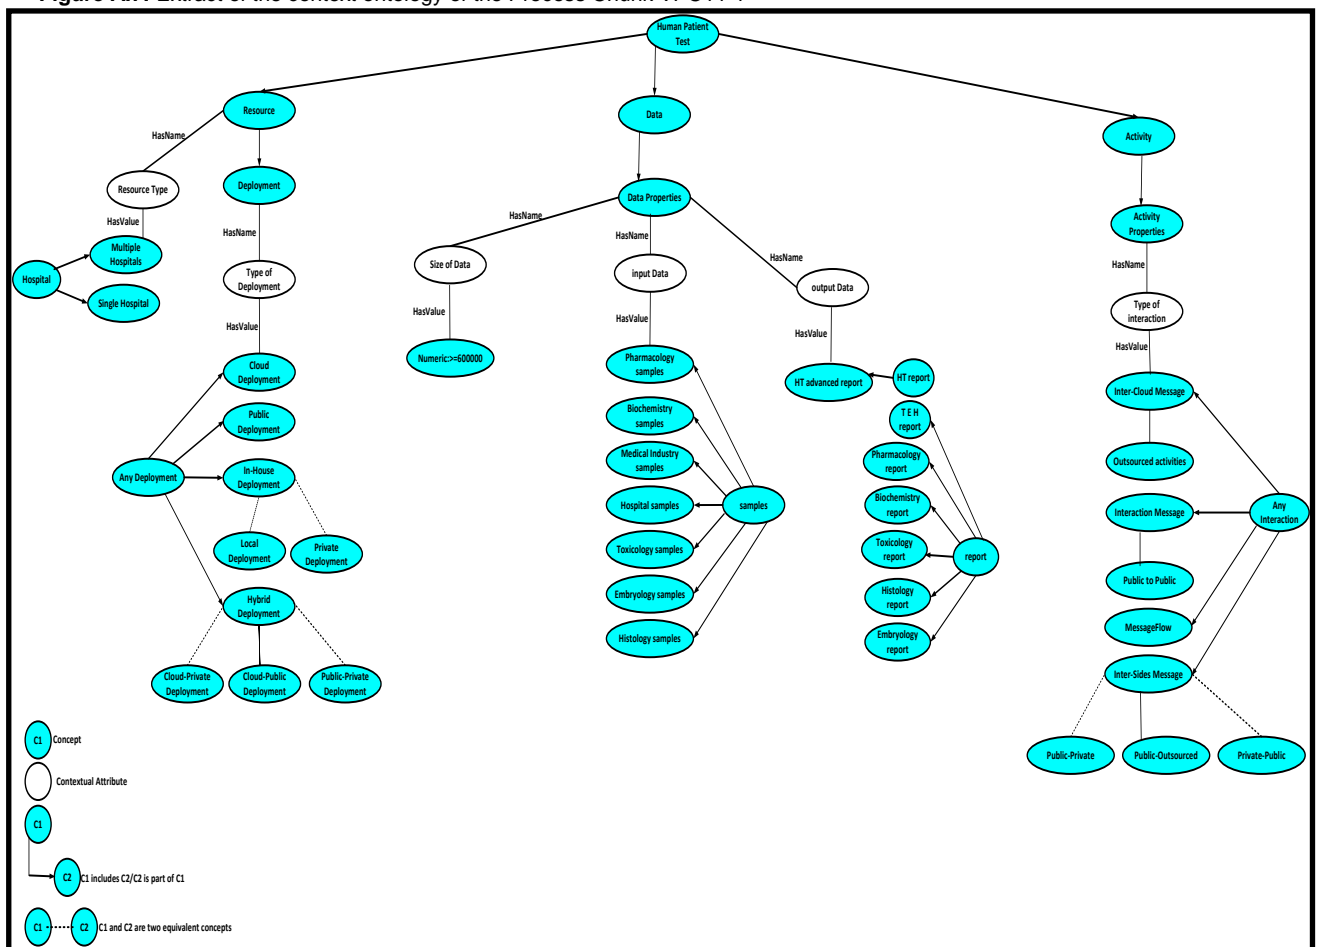 Human Patient
Test
Resource
Data
Activity
HasName
Resource Type
HasValue
Multiple
Hospitals
Hospital
Single Hospital
Deployment
HasName
Type of
Deployment
HasValue
Cloud
Deployment
Public
Deployment
Any Deployment
In-House
Deployment
Local
Deployment
Private
Deployment
Hybrid
Deployment
Cloud-Private
Deployment
Cloud-Public
Deployment
Public-Private
Deployment
Data Properties
HasName
HasName
HasName
Size of Data
input Data
output Data
HasValue
HasValue
HasValue
Numeric:>=600000
Pharmacology
samples
Biochemistry
samples
Medical Industry
samples
Hospital samples
samples
Toxicology samples
Embryology samples
Histology samples
HT advanced report
HT report
T E H
report
Pharmacology
report
Biochemistry
report
Toxicology
report
report
Histology
report
Embryology
report
Activity
Properties
HasName
Type of
interaction
HasValue
Inter-Cloud Message
Outsourced activities
Interaction Message
Any
Interaction
Public to Public
MessageFlow
Inter-Sides Message
Public-Private
Public-Outsourced
Private-Public
C1 Concept
Contextual Attribute
C1
C2 C1 includes C2/C2 is part of C1
C1 C2 C1 and C2 are two equivalent concepts